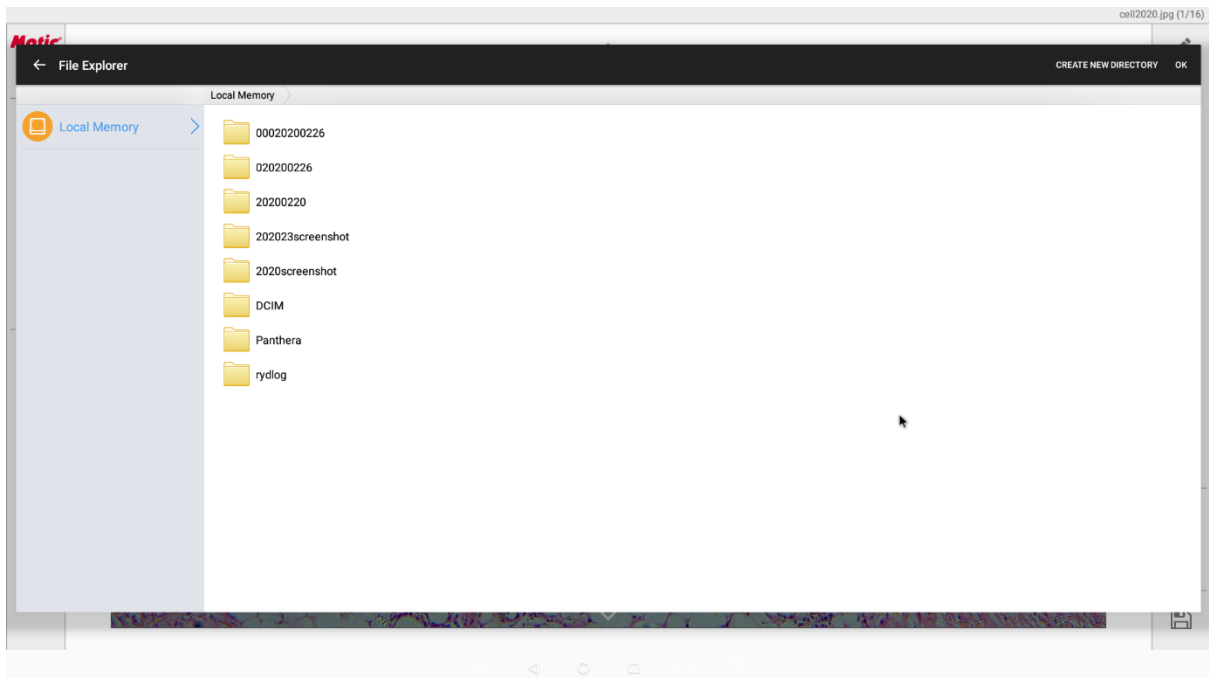 cell2020.jpg (1/16)
Motic
File Explorer
CREATE NEW DIRECTORY OK
Local Memory
Local Memory
00020200226
020200226
20200220
202023screenshot
2020screenshot
DCIM
Panthera
rydlog